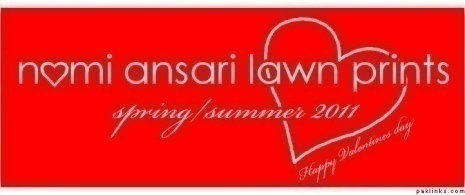 nomi ansari lawn prints
spring/summer 2011
Happy Valentines day
paklinks.com